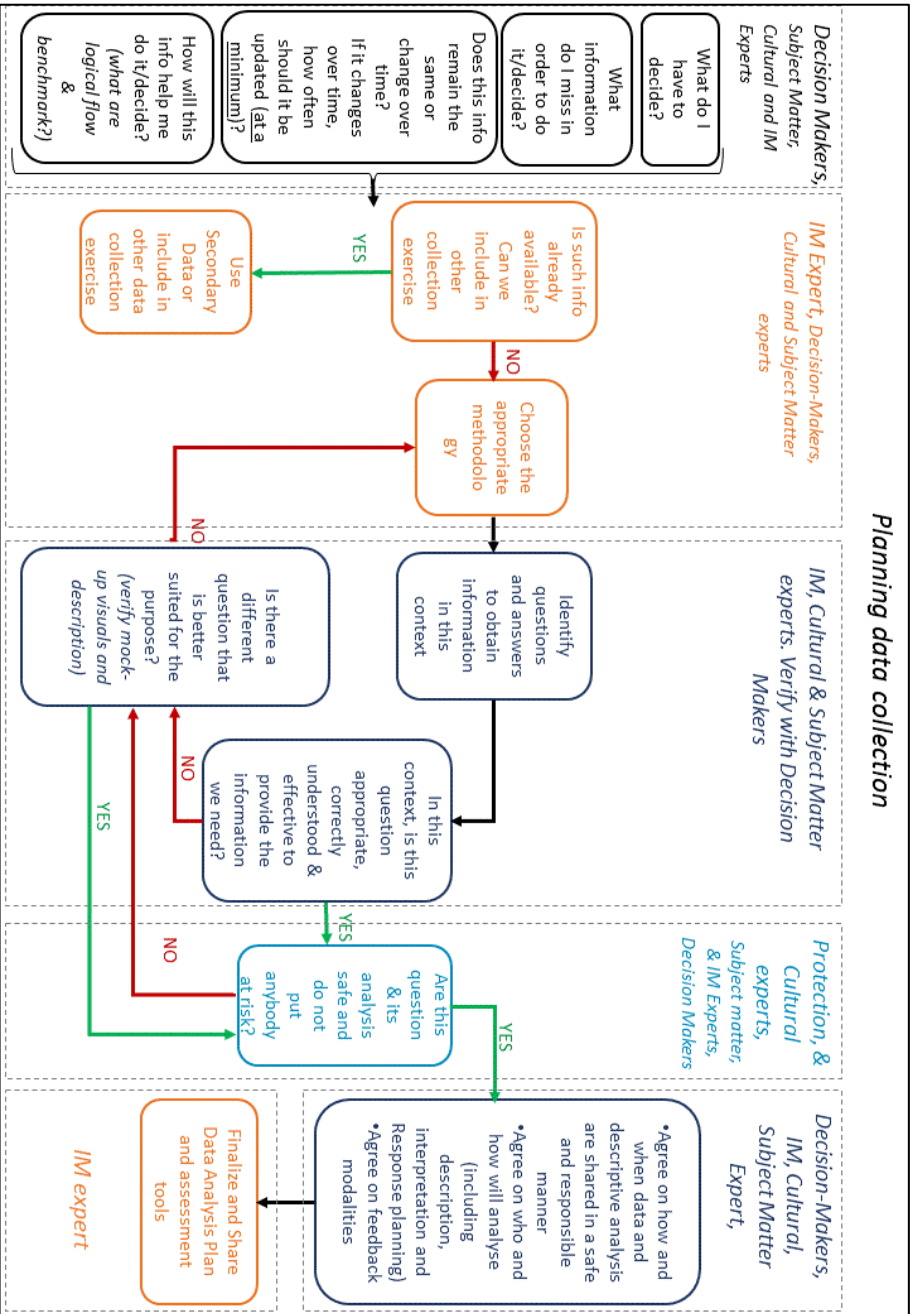 Planning data collection
Decision Makers,
Subject Matter,
Cultural and IM
Experts
What do I
have to
decide?
What
information
do I miss in
order to do
it/decide?
Does this info
remain the
same or
change over
time?
If it changes
over time,
how often
should it be
updated (at a
minimum)?
How will this
info help me
do it/decide?
(what are
logical flow
&
benchmark?)
IM Expert, Decision-Makers,
Cultural and Subject Matter
experts
Is such info
already
available?
Can we
include in
other
collection
exercise
YES
Use
Secondary
Data or
include in
other data
collection
exercise
NO
Choose the
appropriate
methodolo
gy
IM, Cultural & Subject Matter
experts. Verify with Decision
Makers
Identify
questions
and answers
to obtain
information
in this
context
NO
Is there a
different
question that
is better
suited for the
purpose?
(verify mock-
up visuals and
description)
In this
context, is this
question
appropriate,
correctly
understood &
effective to
provide the
information
we need?
NO
YES
YES
Protection, &
Cultural
experts,
Subject matter,
& IM Experts,
Decision Makers
Are this
question
& its
analysis
safe and
do not
put
anybody
at risk?
NO
YES
Decision-Makers,
IM, Cultural,
Subject Matter
Expert,
•Agree on how and
when data and
descriptive analysis
are shared in a safe
and responsible
manner
•Agree on who and
how will analyse
(including
description,
interpretation and
Response planning)
•Agree on feedback
modalities
Finalize and Share
Data Analysis Plan
and assessment
tools
IM expert